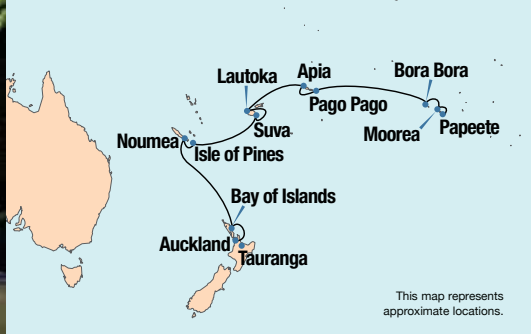 Apia
Bora Bora
Lautoka
Pago Pago
Suva
Moorea
Papeete
Noumea
Isle of Pines
Bay of Islands
Auckland
Tauranga
This map represents
approximate locations.